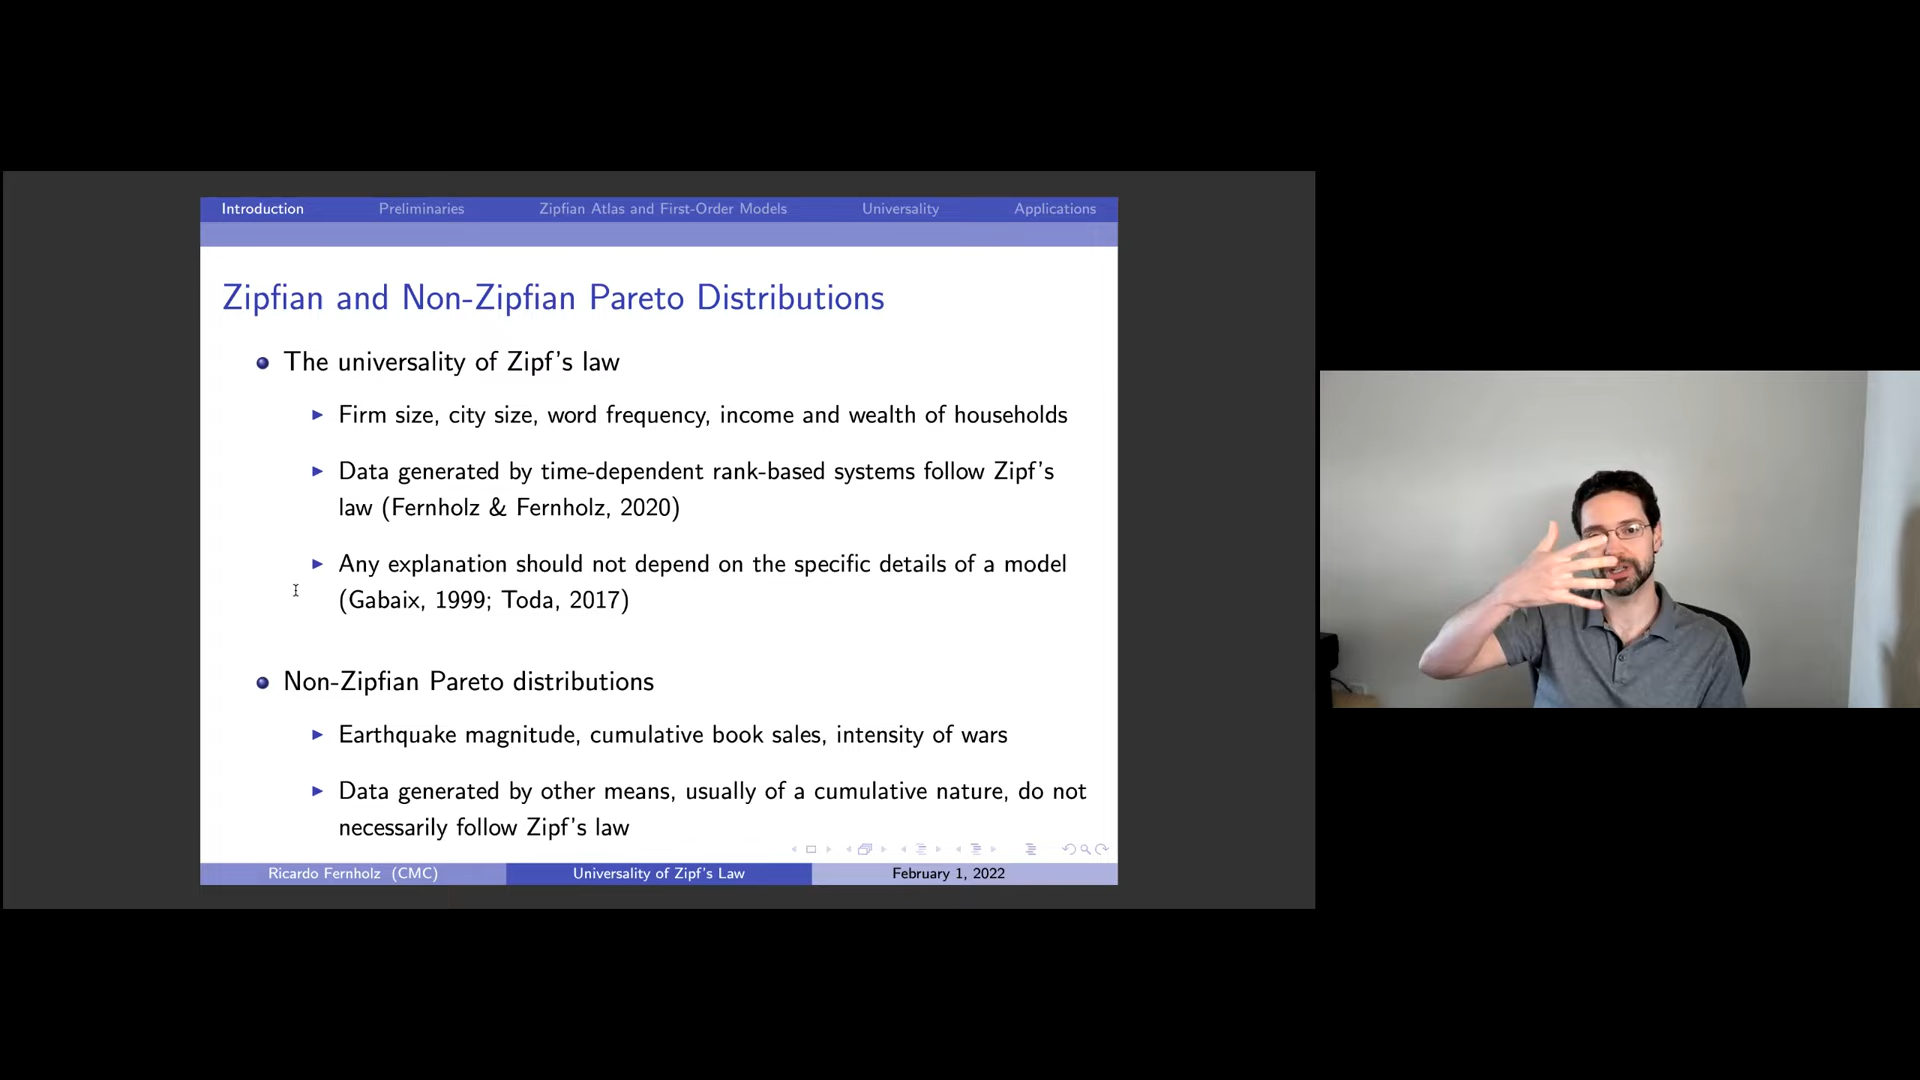 Introduction Preliminaries Zipfian Atlas and First-Order Models Universality Applications
Zipfian and Non-Zipfian Pareto Distributions
The universality of Zipf's law
Firm size, city size, word frequency, income and wealth of households
Data generated by time-dependent rank-based systems follow Zipf's
law (Fernholz & Fernholz, 2020)
Any explanation should not depend on the specific details of a model
(Gabaix, 1999; Toda, 2017)
Non-Zipfian Pareto distributions
Earthquake magnitude, cumulative book sales, intensity of wars
Data generated by other means, usually of a cumulative nature, do not
necessarily follow Zipf's law
Ricardo Fernholz (CMC) Universality of Zipf's Law February 1, 2022